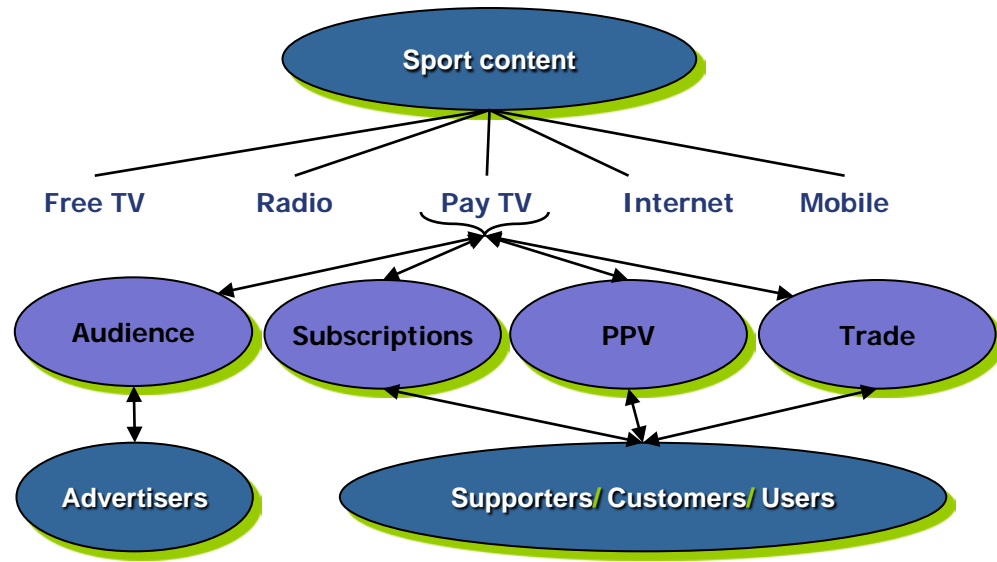 Sport content
Free TV
Radio
Pay TV
Internet
Mobile
Audience
Subscriptions
PPV
Trade
Advertisers
Supporters/ Customers/ Users